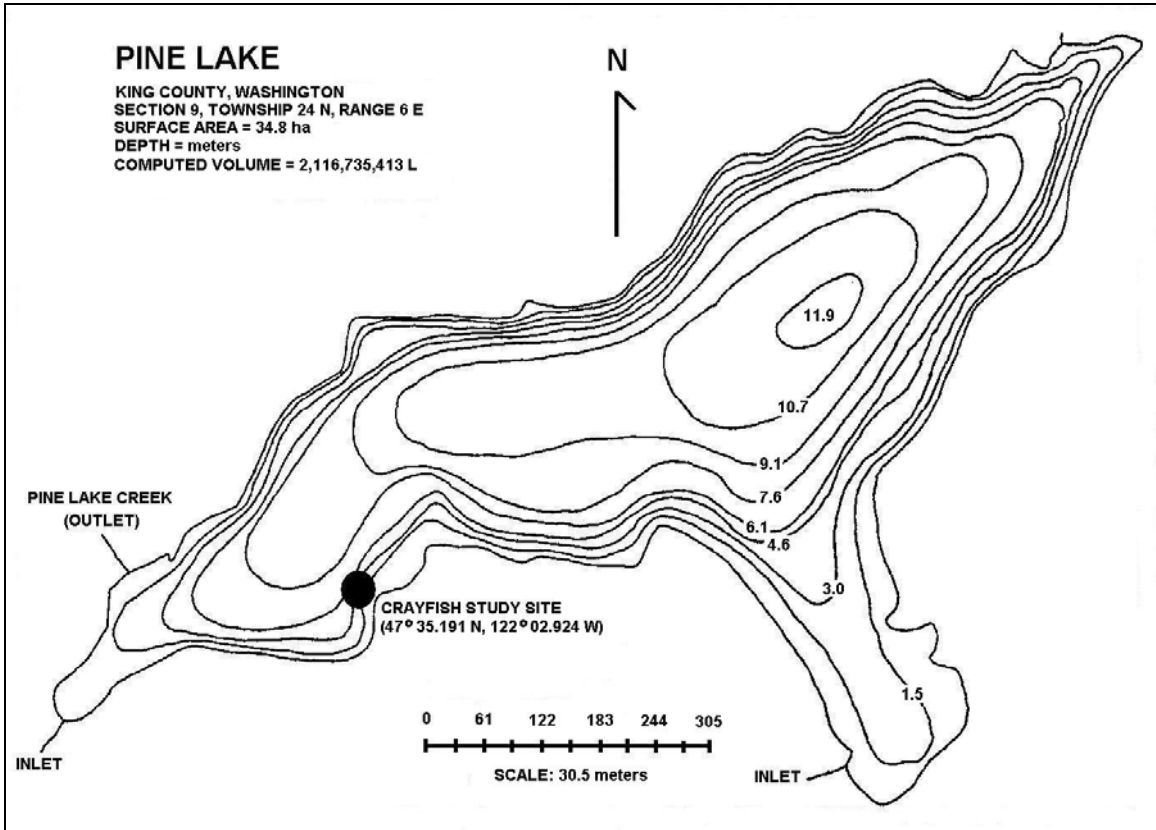 PINE LAKE
KING COUNTY, WASHINGTON
SECTION 9, TOWNSHIP 24 N, RANGE 6 E
SURFACE AREA = 34.8 ha
DEPTH = meters
COMPUTED VOLUME = 2,116,735,413 L
N
11.9
10.7
9.1
7.6
6.1
4.6
3.0
1.5
PINE LAKE CREEK
(OUTLET)
CRAYFISH STUDY SITE
(47° 35.191 N, 122° 02.924 W)
INLET
0 61 122 183 244 305
SCALE: 30.5 meters
INLET